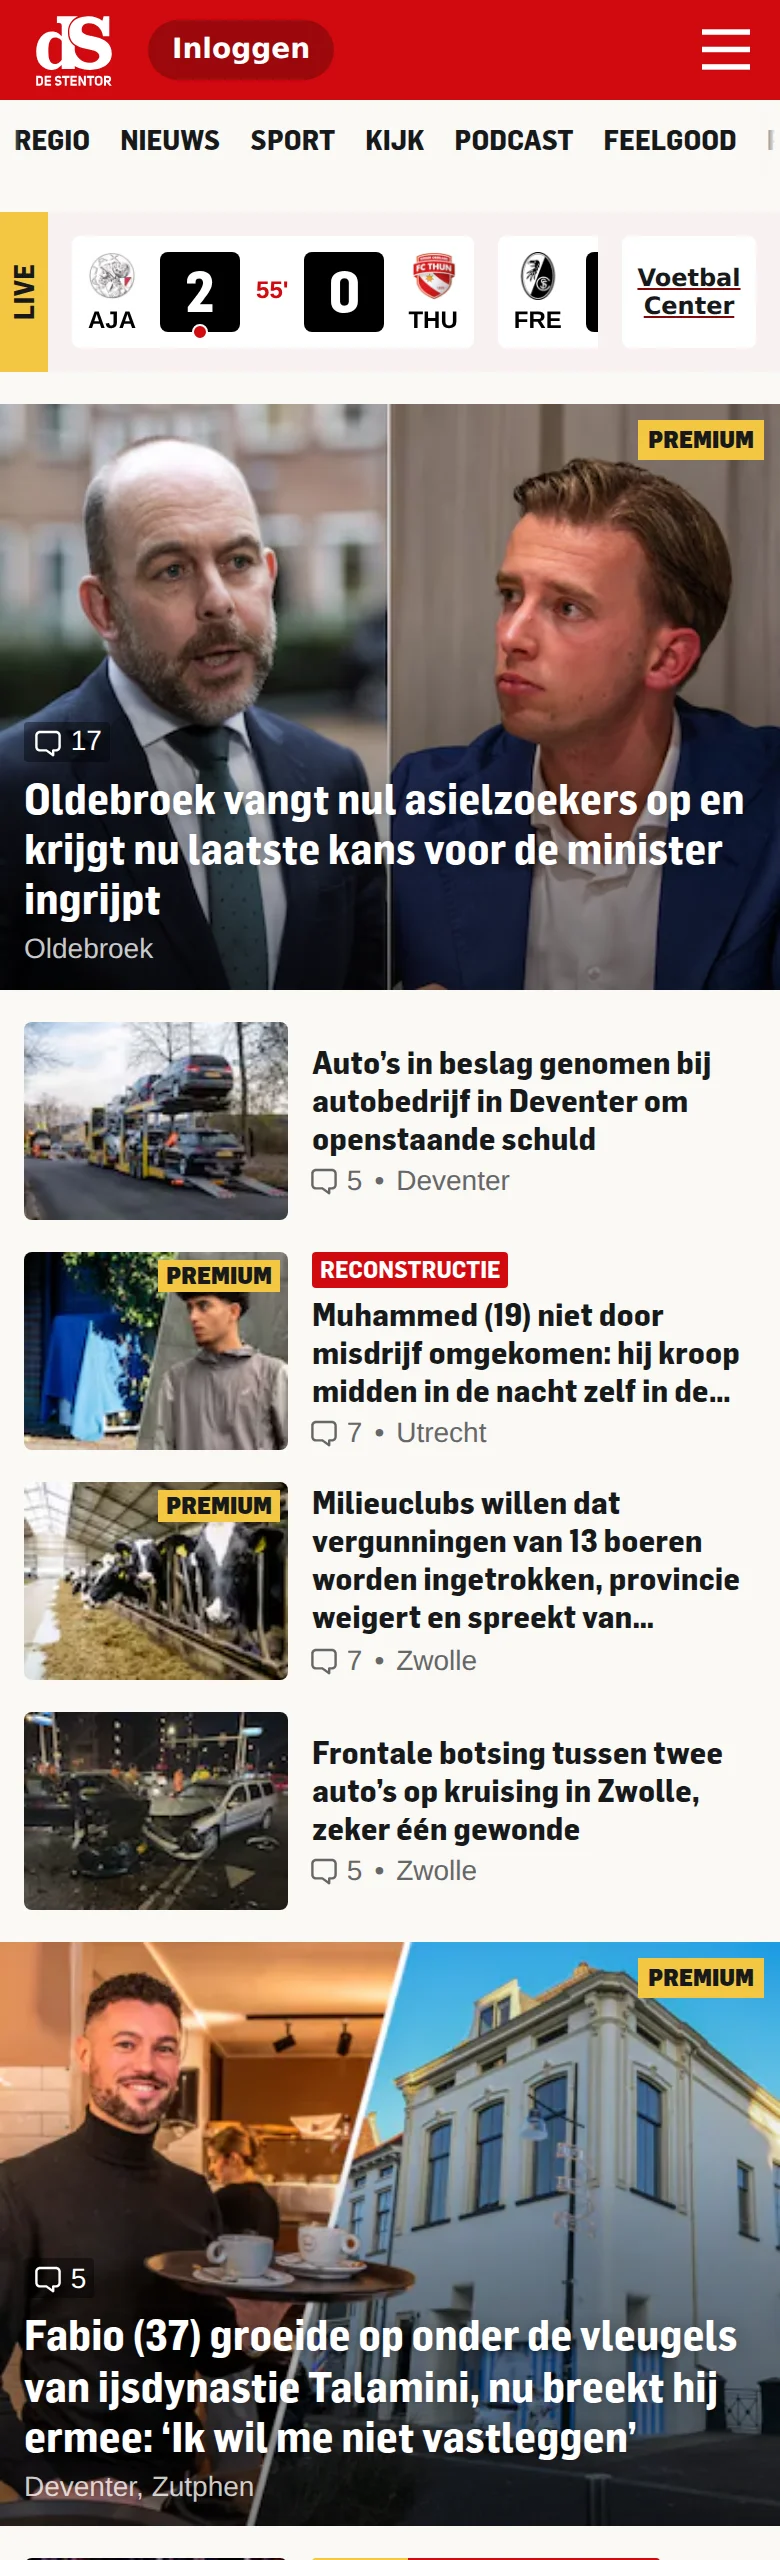 dS
DE STENTOR
Inloggen
REGIO NIEUWS SPORT KIJK PODCAST FEELGOOD
LIVE
AJA 2 55' 0 THU
FC THUN
FRE
Voetbal
Center
PREMIUM
17
Oldebroek vangt nul asielzoekers op en
krijgt nu laatste kans voor de minister
ingrijpt
Oldebroek
Auto’s in beslag genomen bij
autobedrijf in Deventer om
openstaande schuld
5 • Deventer
PREMIUM
RECONSTRUCTIE
Muhammed (19) niet door
misdrijf omgekomen: hij kroop
midden in de nacht zelf in de...
7 • Utrecht
PREMIUM
Milieuclubs willen dat
vergunningen van 13 boeren
worden ingetrokken, provincie
weigert en spreekt van...
7 • Zwolle
Frontale botsing tussen twee
auto’s op kruising in Zwolle,
zeker één gewonde
5 • Zwolle
PREMIUM
5
Fabio (37) groeide op onder de vleugels
van ijsdynastie Talamini, nu breekt hij
ermee: ‘Ik wil me niet vastleggen’
Deventer, Zutphen